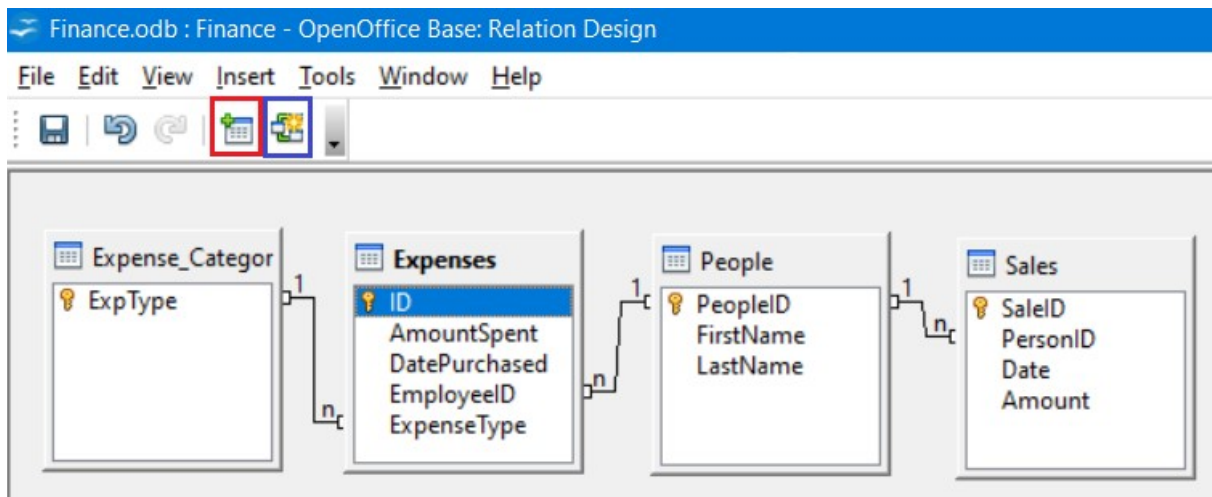 Finance.odb : Finance - OpenOffice Base: Relation Design
File Edit View Insert Tools Window Help
Expense_Categor
ExpType
1
n
Expenses
ID
AmountSpent
DatePurchased
EmployeeID
ExpenseType
1
n
People
PeopleID
FirstName
LastName
1
n
Sales
SaleID
PersonID
Date
Amount